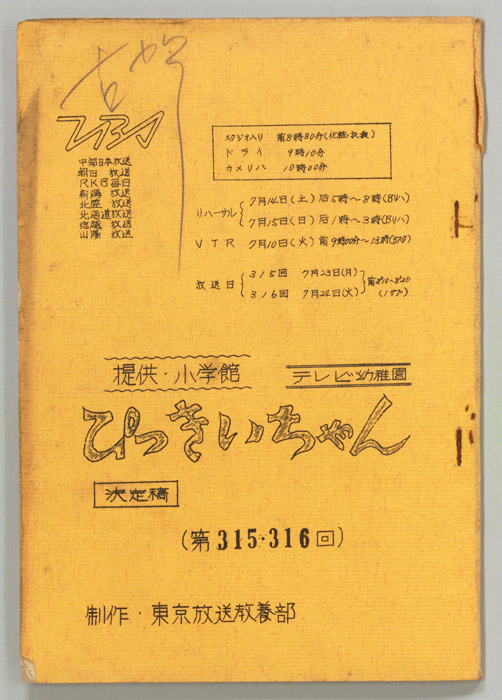 TBS
中部日本放送
朝日 放送
RKB毎日
新潟 放送
北陸 放送
北海道放送
信越 放送
山陽 放送
スタジオ入り 前8時30分(化粧・衣裳)
ドライ 9時10分
カメリハ 10時00分
リハーサル 7月14日(土)后5時~8時(Bリハ)
7月15日(日)后1時~3時(Bリハ)
VTR 7月10日(火)前9時00分~13時(Bスタ)
放送日 315回 7月23日(月)
316回 7月24日(火)
提供・小学館
テレビ幼稚園
ぴっきいちゃん
決定稿
(第315・316回)
制作・東京放送教養部